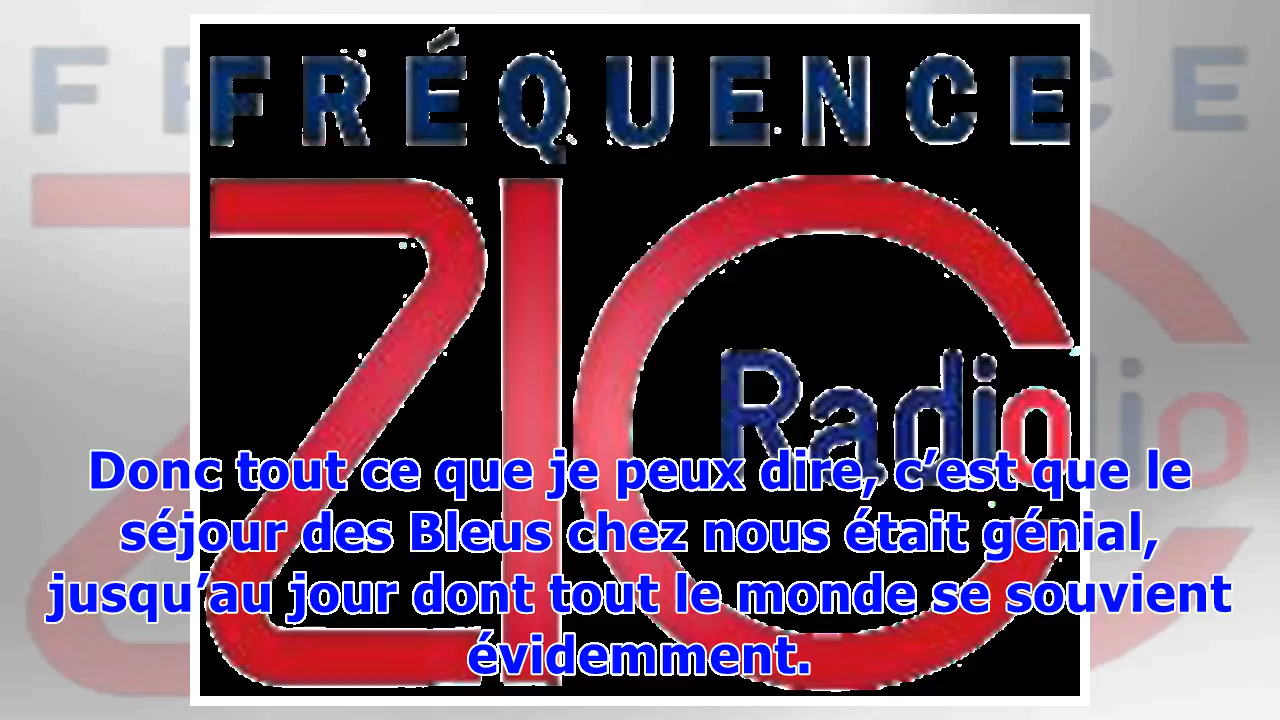 FRÉQUENCE
ZIC
Radio
Donc tout ce que je peux dire, c’est que le
séjour des Bleus chez nous était génial,
jusqu’au jour dont tout le monde se souvient
évidemment.